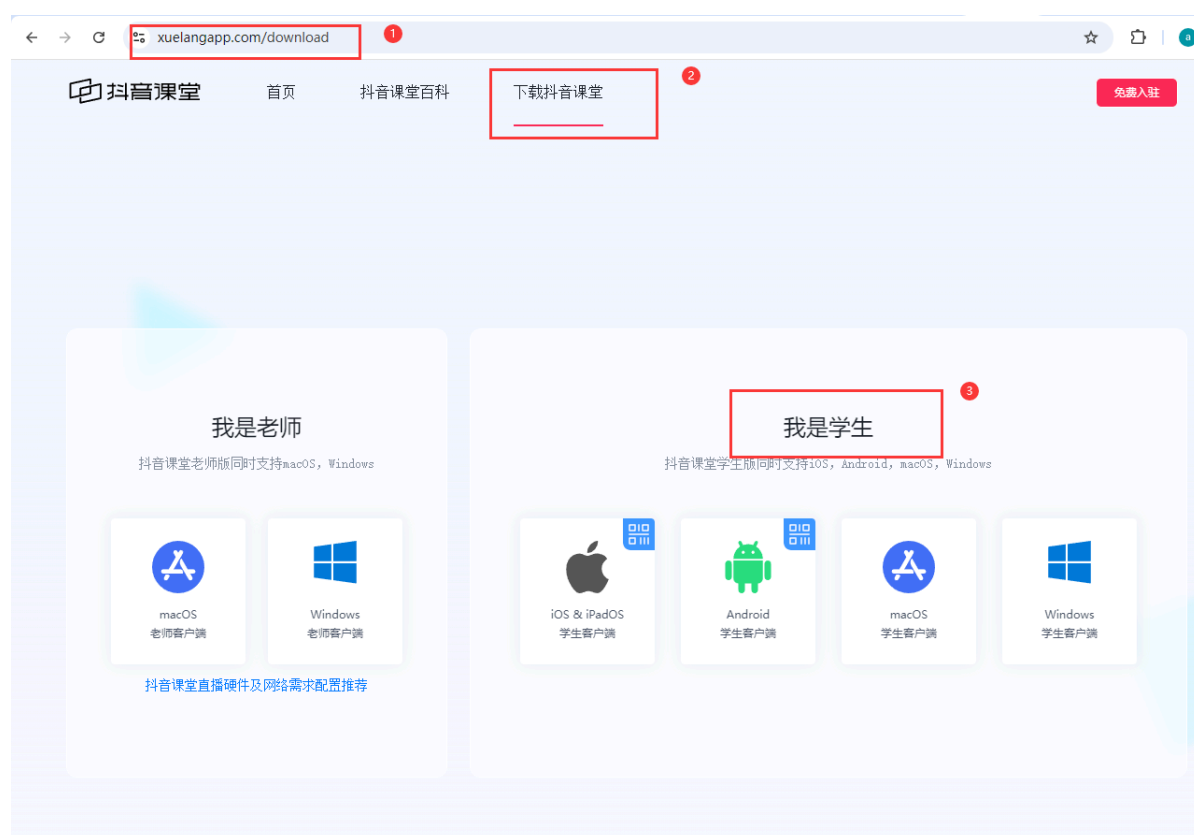 xuelangapp.com/download
1
a
抖音课堂
首页
抖音课堂百科
下载抖音课堂
2
免费入驻
3
我是老师
抖音课堂老师版同时支持macOS, Windows
macOS
老师客户端
Windows
老师客户端
抖音课堂直播硬件及网络需求配置推荐
我是学生
抖音课堂学生版同时支持iOS, Android, macOS, Windows
iOS & iPadOS
学生客户端
Android
学生客户端
macOS
学生客户端
Windows
学生客户端